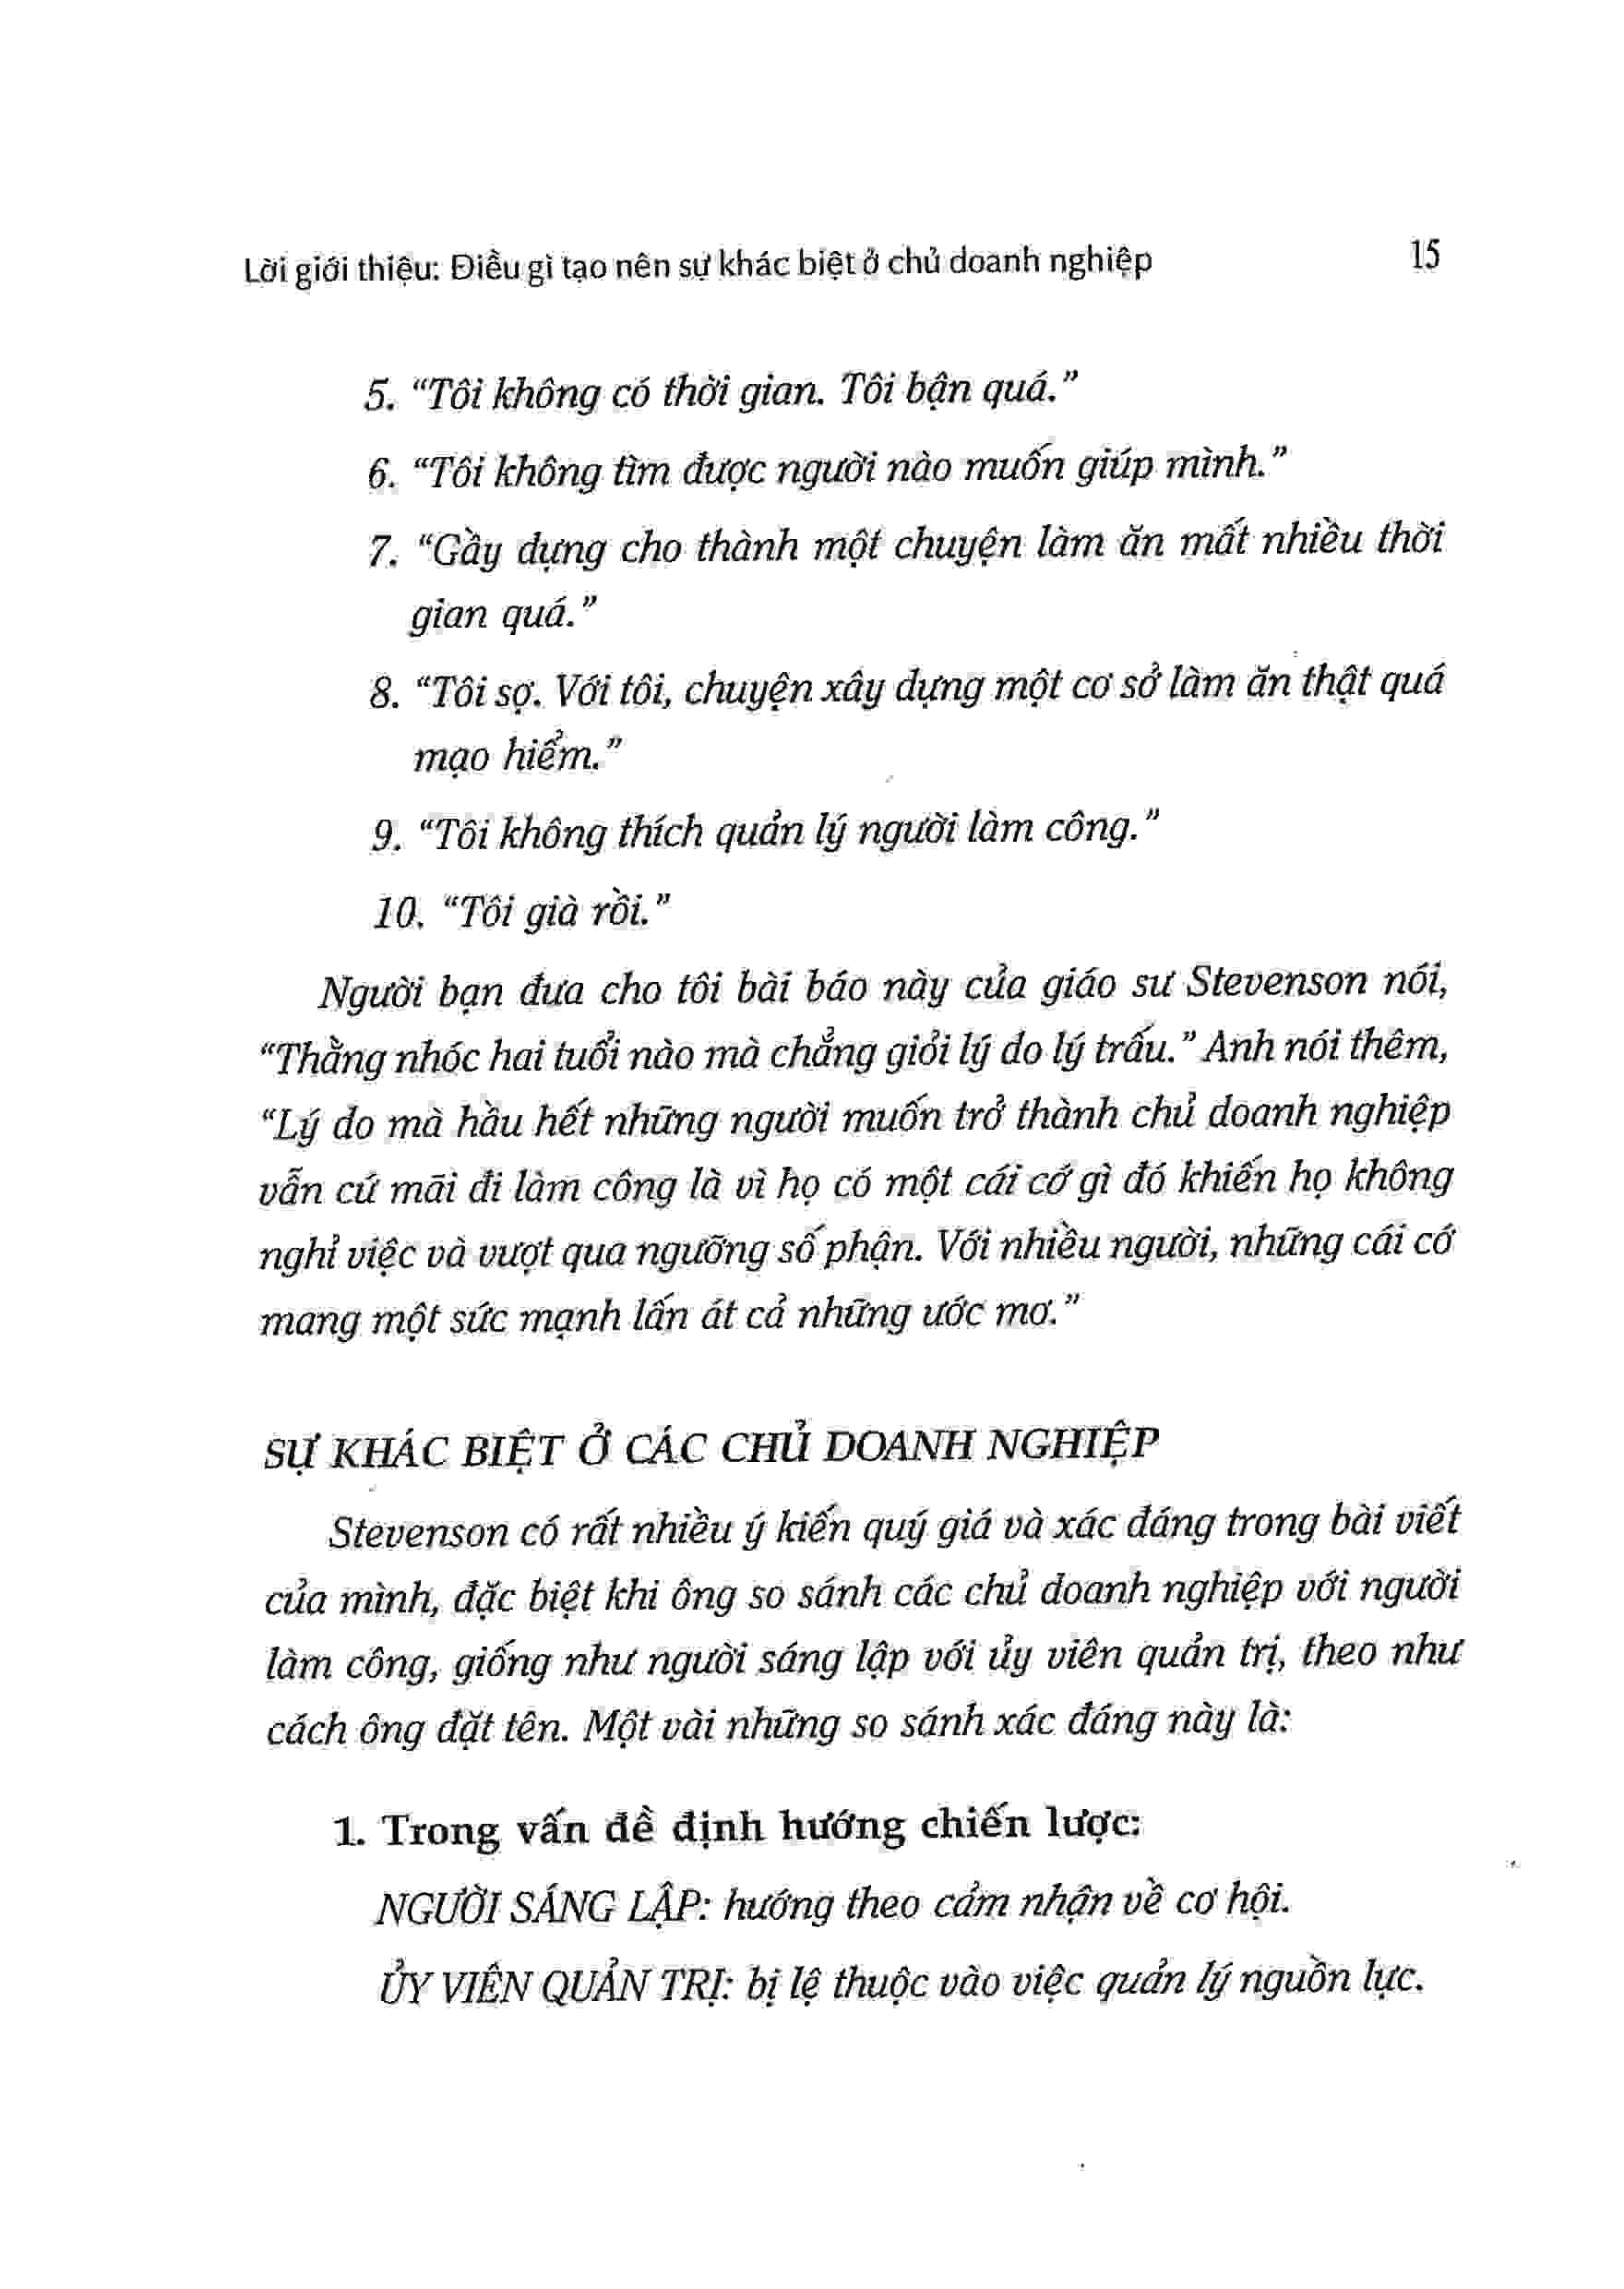 Lời giới thiệu: Điều gì tạo nên sự khác biệt ở chủ doanh nghiệp 15
5. “Tôi không có thời gian. Tôi bận quá.”
6. “Tôi không tìm được người nào muốn giúp mình.”
7. “Gầy dựng cho thành một chuyện làm ăn mất nhiều thời
gian quá.”
8. “Tôi sợ. Với tôi, chuyện xây dựng một cơ sở làm ăn thật quá
mạo hiểm.”
9. “Tôi không thích quản lý người làm công.”
10. “Tôi già rồi.”
Người bạn đưa cho tôi bài báo này của giáo sư Stevenson nói,
“Thằng nhóc hai tuổi nào mà chẳng giỏi lý do lý trấu.” Anh nói thêm,
“Lý do mà hầu hết những người muốn trở thành chủ doanh nghiệp
vẫn cứ mãi đi làm công là vì họ có một cái cớ gì đó khiến họ không
nghỉ việc và vượt qua ngưỡng số phận. Với nhiều người, những cái cớ
mang một sức mạnh lấn át cả những ước mơ.”
SỰ KHÁC BIỆT Ở CÁC CHỦ DOANH NGHIỆP
Stevenson có rất nhiều ý kiến quý giá và xác đáng trong bài viết
của mình, đặc biệt khi ông so sánh các chủ doanh nghiệp với người
làm công, giống như người sáng lập với ủy viên quản trị, theo như
cách ông đặt tên. Một vài những so sánh xác đáng này là:
1. Trong vấn đề định hướng chiến lược:
NGƯỜI SÁNG LẬP: hướng theo cảm nhận về cơ hội.
ỦY VIÊN QUẢN TRỊ: bị lệ thuộc vào việc quản lý nguồn lực.